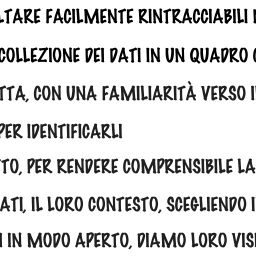 LTARE FACILMENTE RINTRACCIABILI
COLLEZIONE DEI DATI IN UN QUADRO
TTA, CON UNA FAMILIARITÀ VERSO
PER IDENTIFICARLI
TO, PER RENDERE COMPRENSIBILE LA
ATI, IL LORO CONTESTO, SCEGLIENDO
I IN MODO APERTO, DIAMO LORO VISI